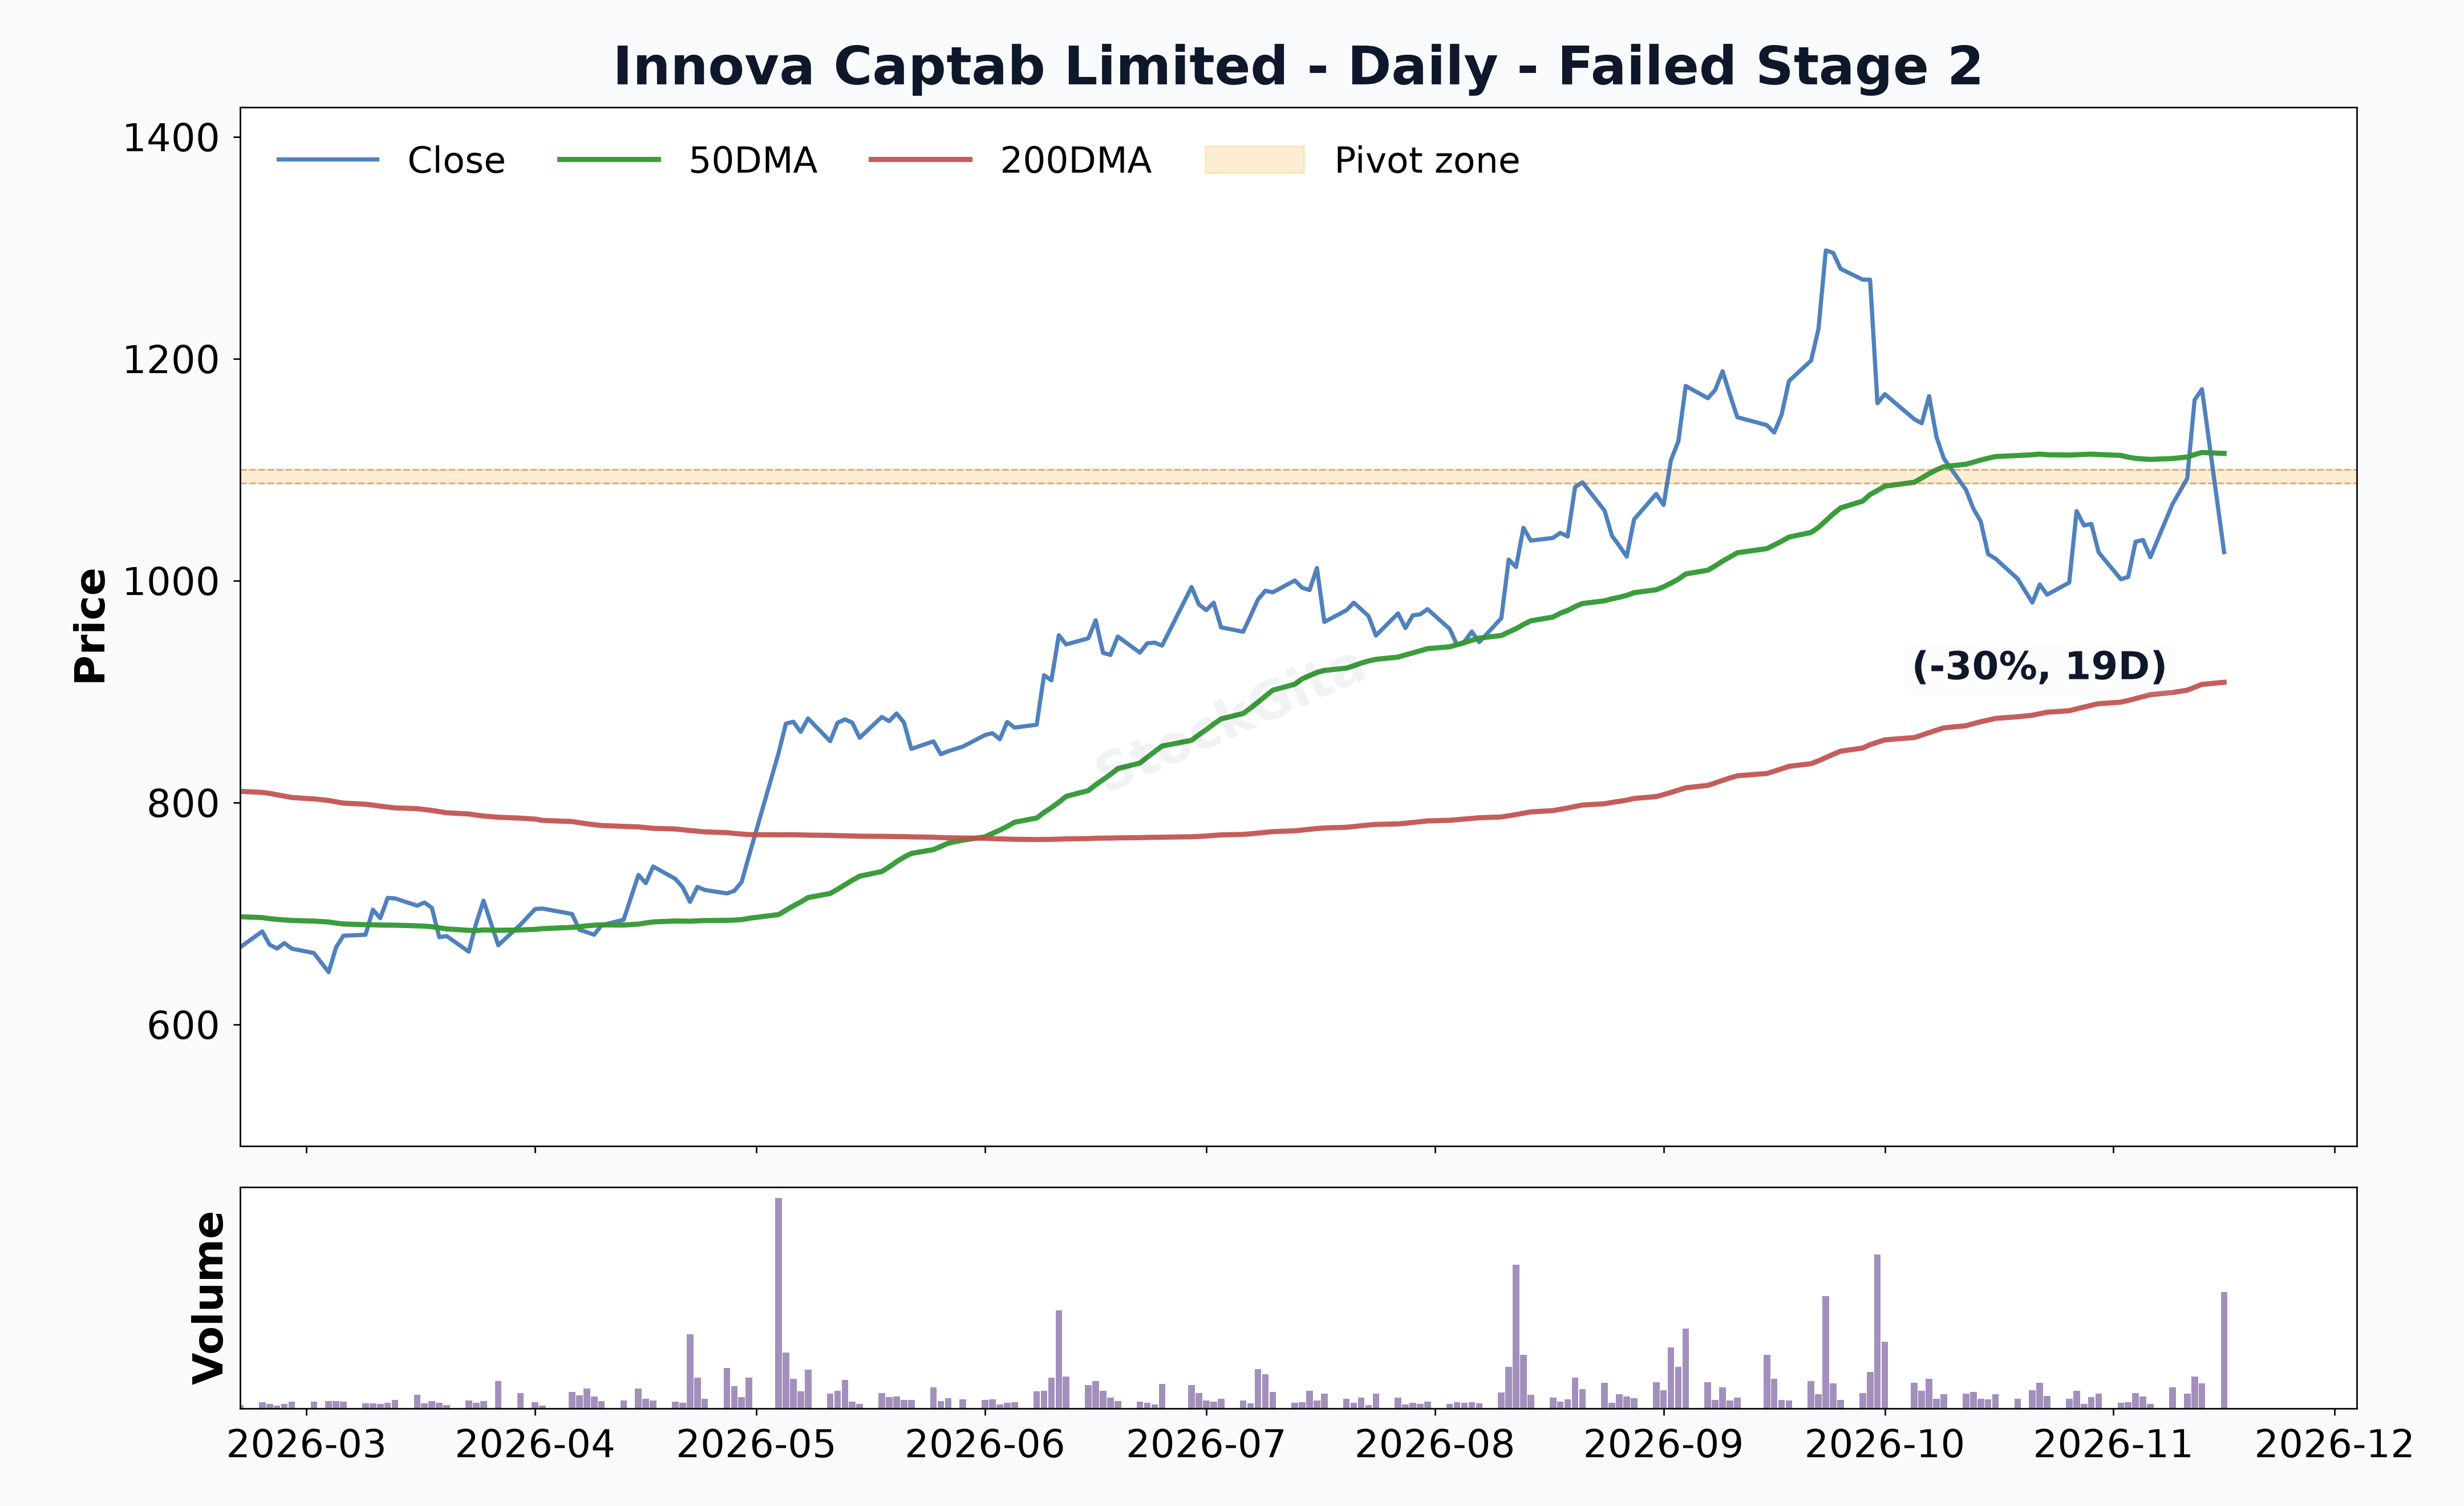 Innova Captab Limited - Daily - Failed Stage 2
Close 50DMA 200DMA Pivot zone
Price
1400
1200
1000
800
600
StockGita
(-30%, 19D)
Volume
2026-03 2026-04 2026-05 2026-06 2026-07 2026-08 2026-09 2026-10 2026-11 2026-12